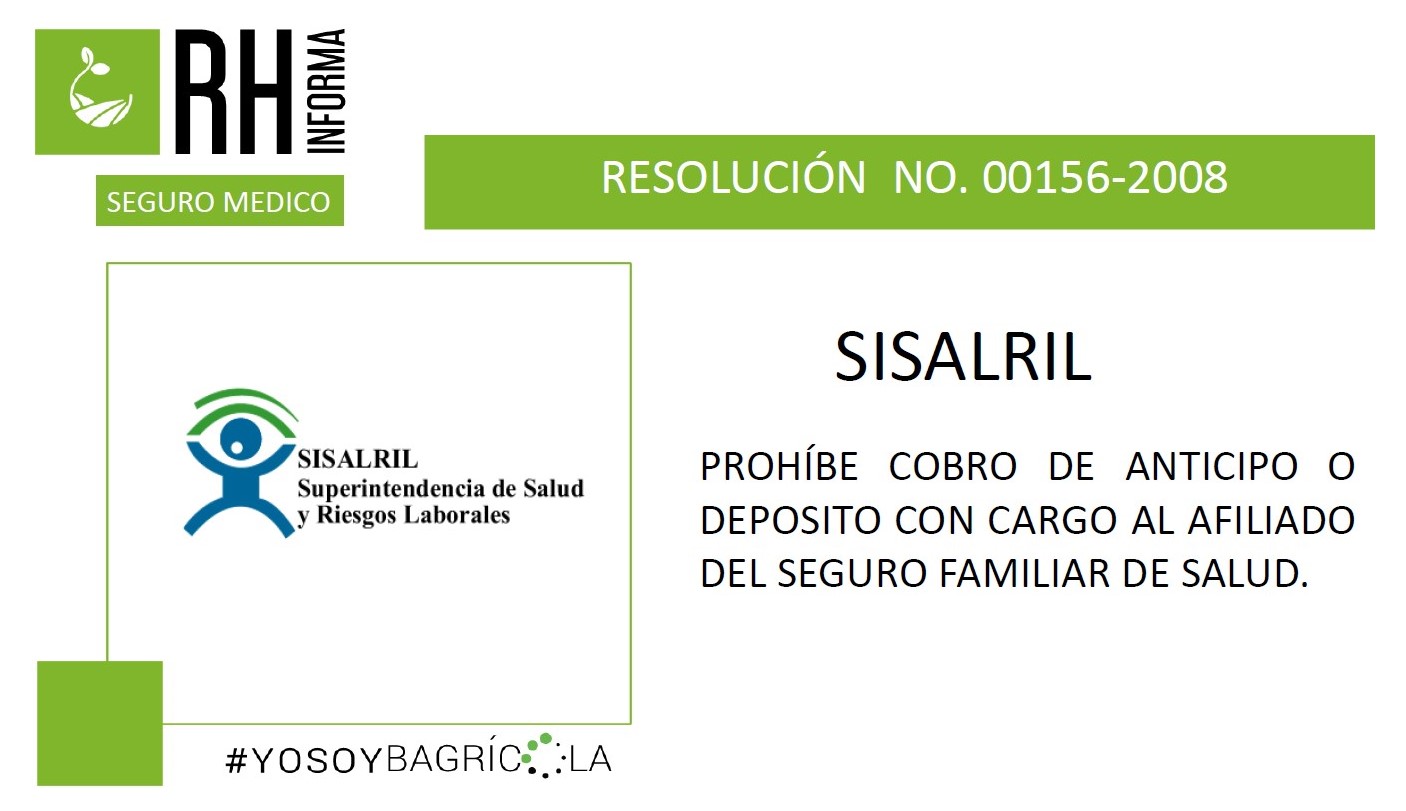 RH INFORMA
SEGURO MEDICO
RESOLUCIÓN NO. 00156-2008
SISALRIL
Superintendencia de Salud
y Riesgos Laborales
SISALRIL
PROHÍBE COBRO DE ANTICIPO O
DEPOSITO CON CARGO AL AFILIADO
DEL SEGURO FAMILIAR DE SALUD.
#YOSOYBAGRÍCOLA